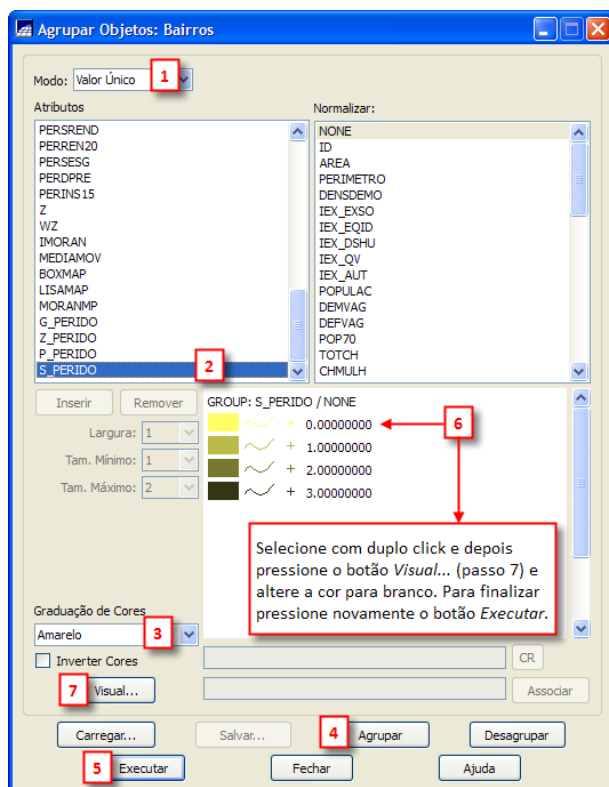 Agrupar Objetos: Bairros
Modo: Valor Único
1
Atributos
PERSREND
PERREN20
PERSESG
PERDPRE
PERINS15
Z
WZ
IMORAN
MEDIAMOV
BOXMAP
LISAMAP
MORANMP
G_PERIDO
Z_PERIDO
P_PERIDO
S_PERIDO
2
Normalizar:
NONE
ID
AREA
PERIMETRO
DENSDEMO
IEX_EXSO
IEX_EQID
IEX_DSHU
IEX_QV
IEX_AUT
POPULAC
DEMVAG
DEFVAG
POP70
TOTCH
CHMULH
Inserir
Remover
Largura: 1
Tam. Mínimo: 1
Tam. Máximo: 2
GROUP: S_PERIDO / NONE
0.00000000
6
1.00000000
2.00000000
3.00000000
Selecione com duplo click e depois
pressione o botão Visual... (passo 7) e
altere a cor para branco. Para finalizar
pressione novamente o botão Executar.
Graduação de Cores
Amarelo
3
Inverter Cores
CR
7
Visual...
Associar
Carregar...
Salvar...
4
Agrupar
Desagrupar
5
Executar
Fechar
Ajuda